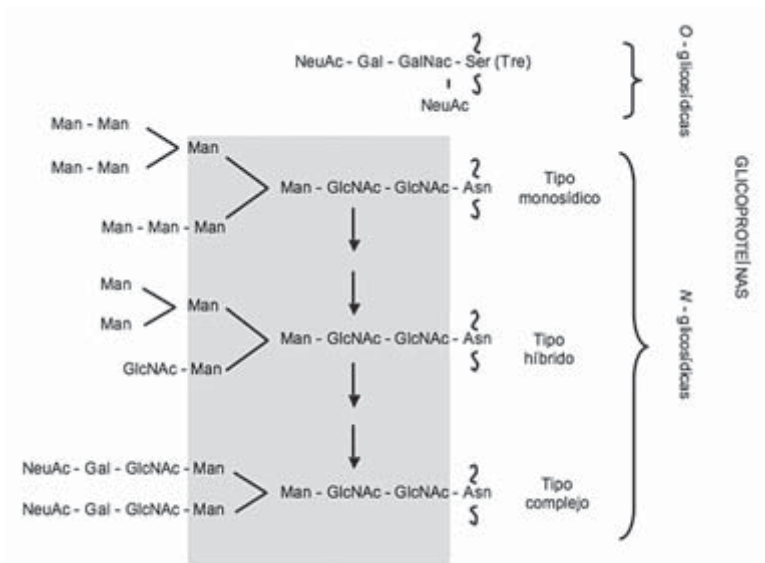 NeuAc - Gal - GalNac - Ser (Tre)
NeuAc
O - glicosídicas
Man - Man
Man - Man
Man
Man - Man - Man
Man - GlcNAc - GlcNAc - Asn
Tipo
monosídico
Man
Man
Man
GlcNAc - Man
Man - GlcNAc - GlcNAc - Asn
Tipo
híbrido
NeuAc - Gal - GlcNAc - Man
NeuAc - Gal - GlcNAc - Man
Man - GlcNAc - GlcNAc - Asn
Tipo
complejo
N - glicosídicas
GLICOPROTEÍNAS